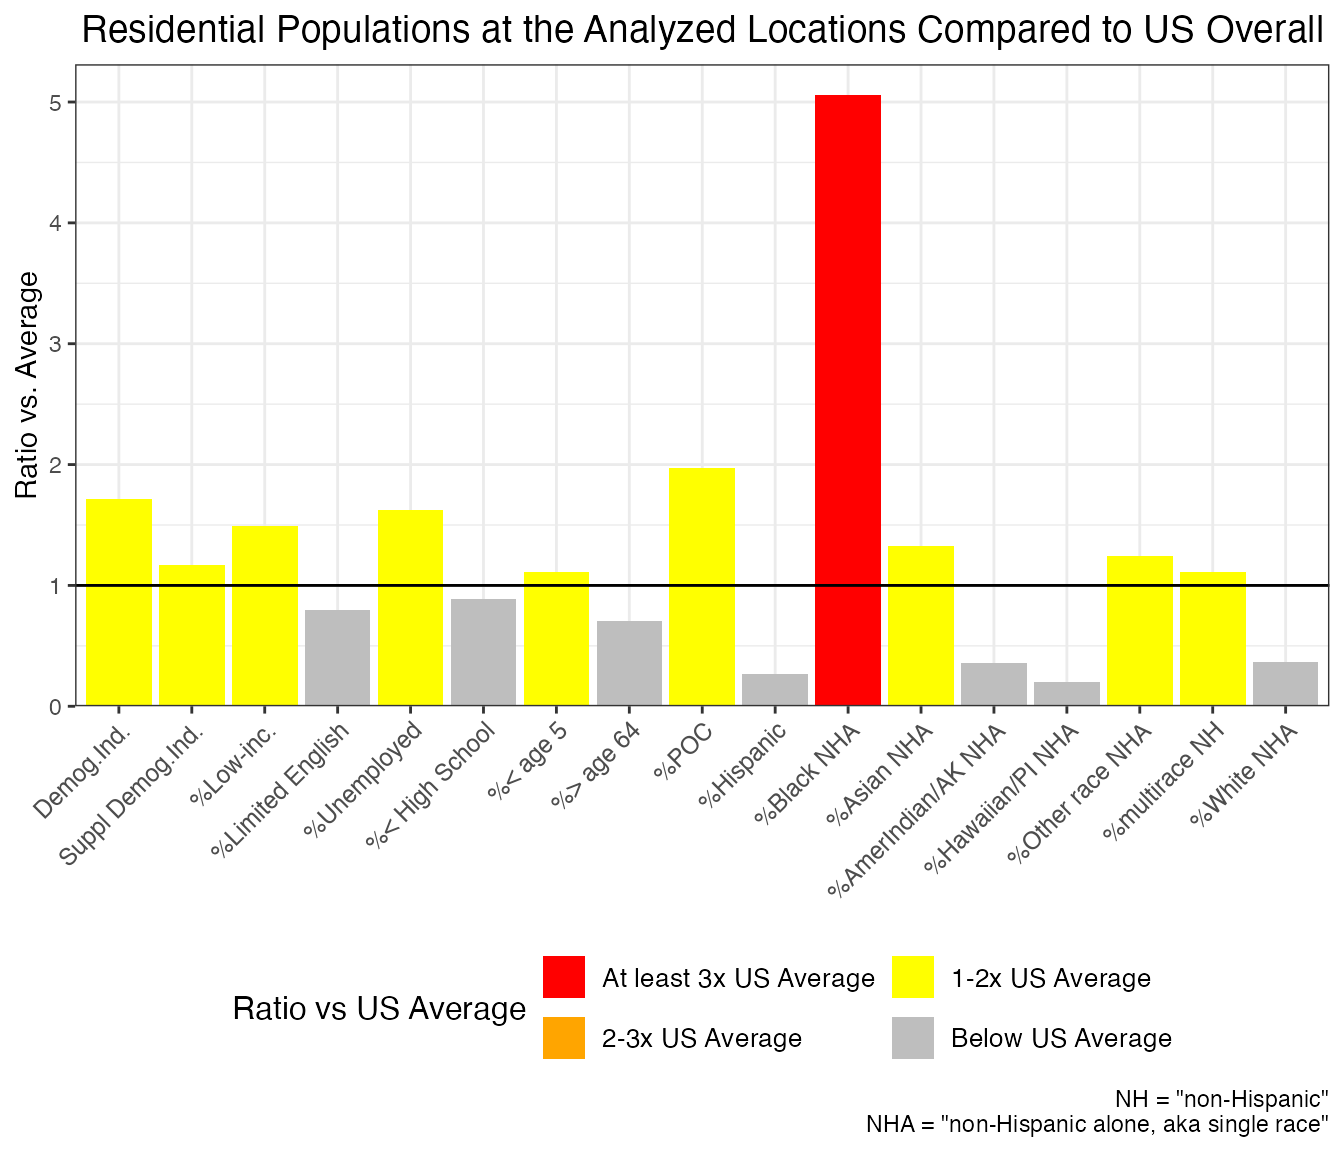 Residential Populations at the Analyzed Locations Compared to US Overall
Ratio vs. Average
5
4
3
2
1
0
Demog.Ind.
Suppl Demog.Ind.
%Low-inc.
%Limited English
%Unemployed
%< High School
%< age 5
%> age 64
%POC
%Hispanic
%Black NHA
%Asian NHA
%AmerIndian/AK NHA
%Hawaiian/PI NHA
%Other race NHA
%multirace NH
%White NHA
Ratio vs US Average
At least 3x US Average
2-3x US Average
1-2x US Average
Below US Average
NH = "non-Hispanic"
NHA = "non-Hispanic alone, aka single race"